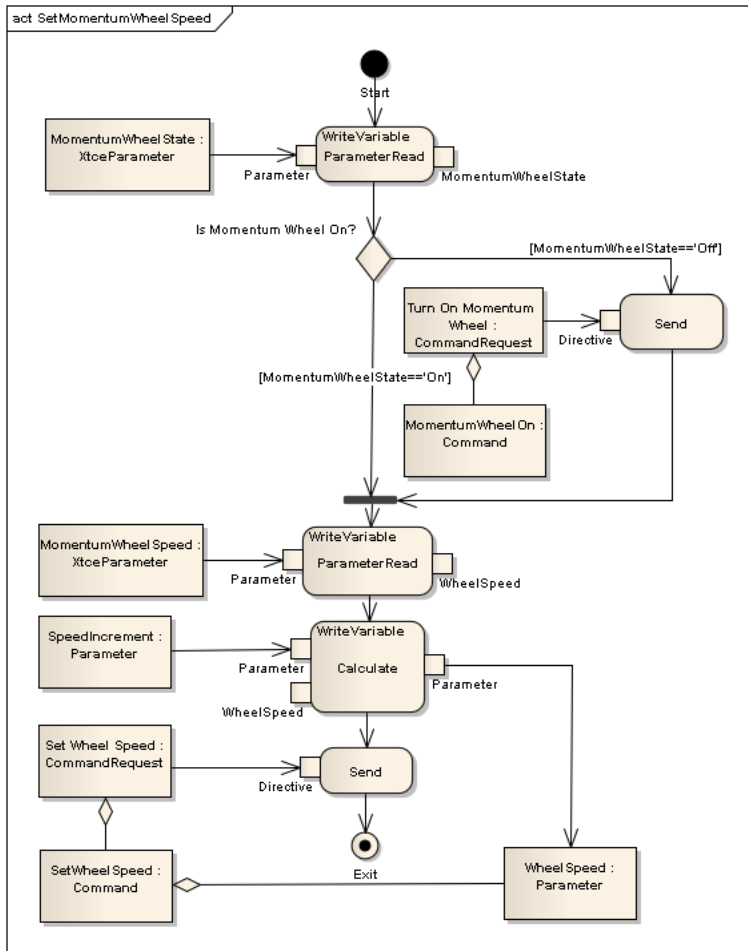 act SetMomentumWheelSpeed
Start
MomentumWheelState :
XtceParameter
WriteVariable
ParameterRead
Parameter
MomentumWheelState
Is Momentum Wheel On?
[MomentumWheelState=='Off']
Turn On Momentum
Wheel :
CommandRequest
Send
Directive
[MomentumWheelState=='On']
MomentumWheelOn :
Command
MomentumWheelSpeed :
XtceParameter
WriteVariable
ParameterRead
Parameter
WheelSpeed
SpeedIncrement :
Parameter
WriteVariable
Calculate
Parameter
Parameter
WheelSpeed
Set Wheel Speed :
CommandRequest
Send
Directive
Exit
SetWheelSpeed :
Command
WheelSpeed :
Parameter